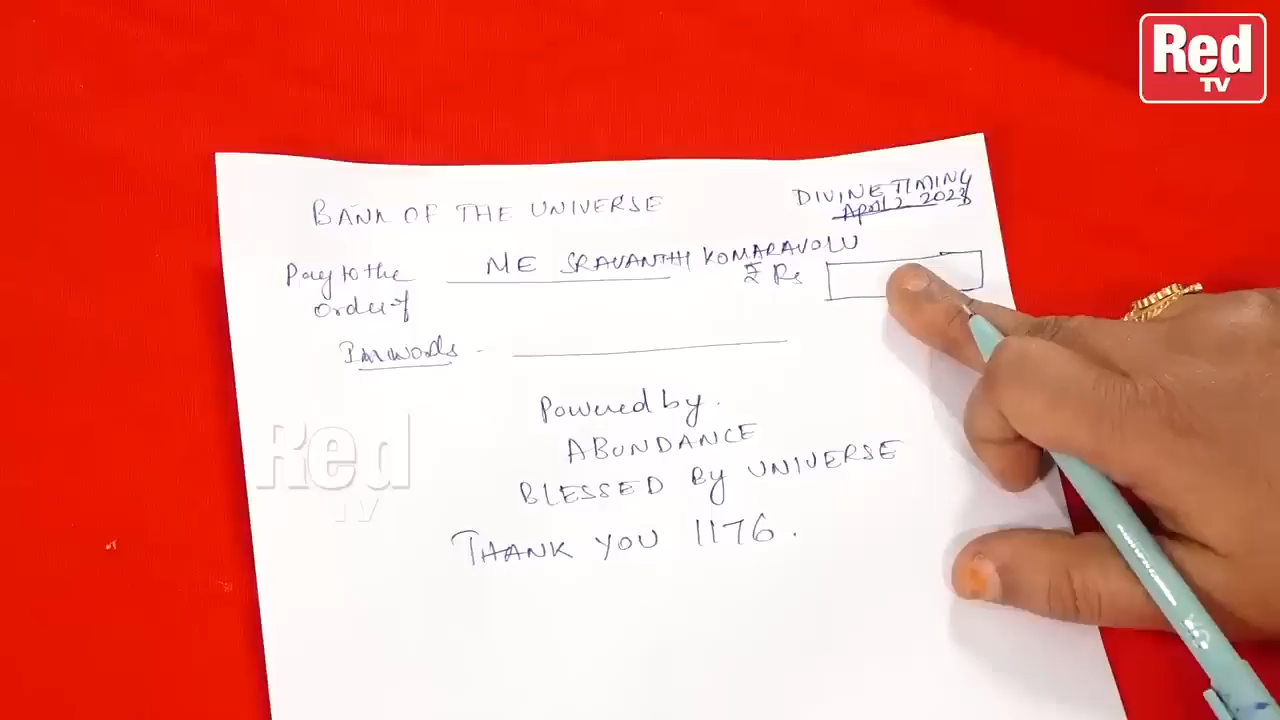 Red
TV
BANK OF THE UNIVERSE
DIVINE TIMING
April 2 2023
Pay to the
order of
ME SRAVANTHI KOMARAVOLU
₹ Rs
In words -
Powered by.
ABUNDANCE
BLESSED By UNIVERSE
THANK YOU 1176.
Red
TV